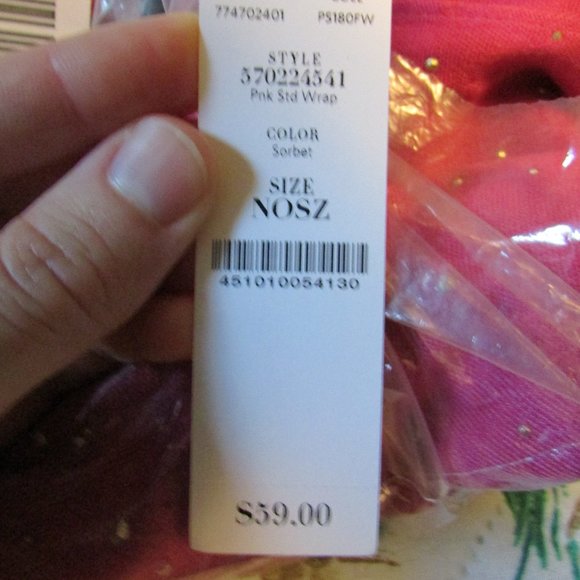 774702401 PS180FW
STYLE
570224541
Pnk Std Wrap
COLOR
Sorbet
SIZE
NOSZ
451010054130
$59.00